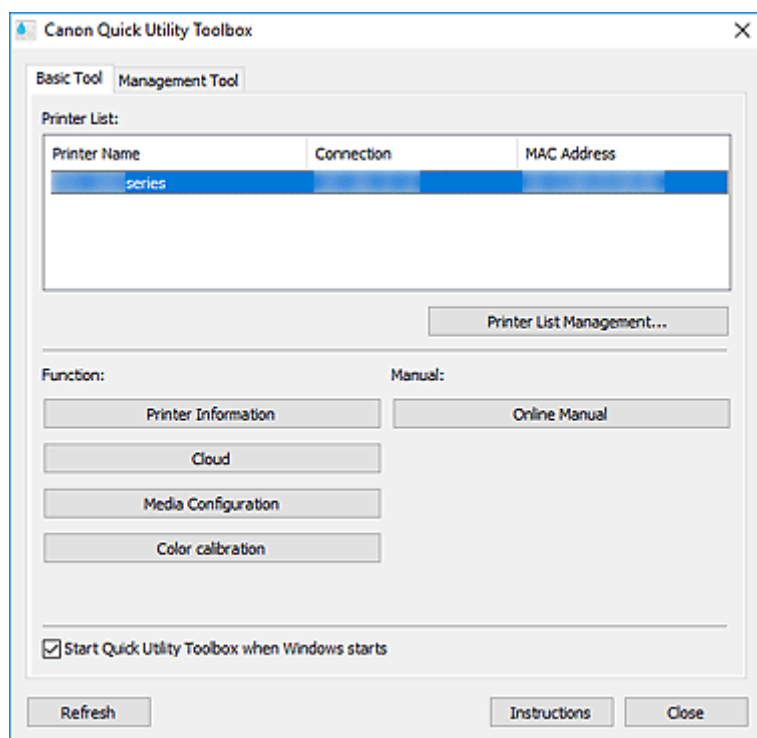 Canon Quick Utility Toolbox
Basic Tool Management Tool
Printer List:
Printer Name Connection MAC Address
series
Printer List Management...
Function: Manual:
Printer Information Online Manual
Cloud
Media Configuration
Color calibration
Start Quick Utility Toolbox when Windows starts
Refresh Instructions Close